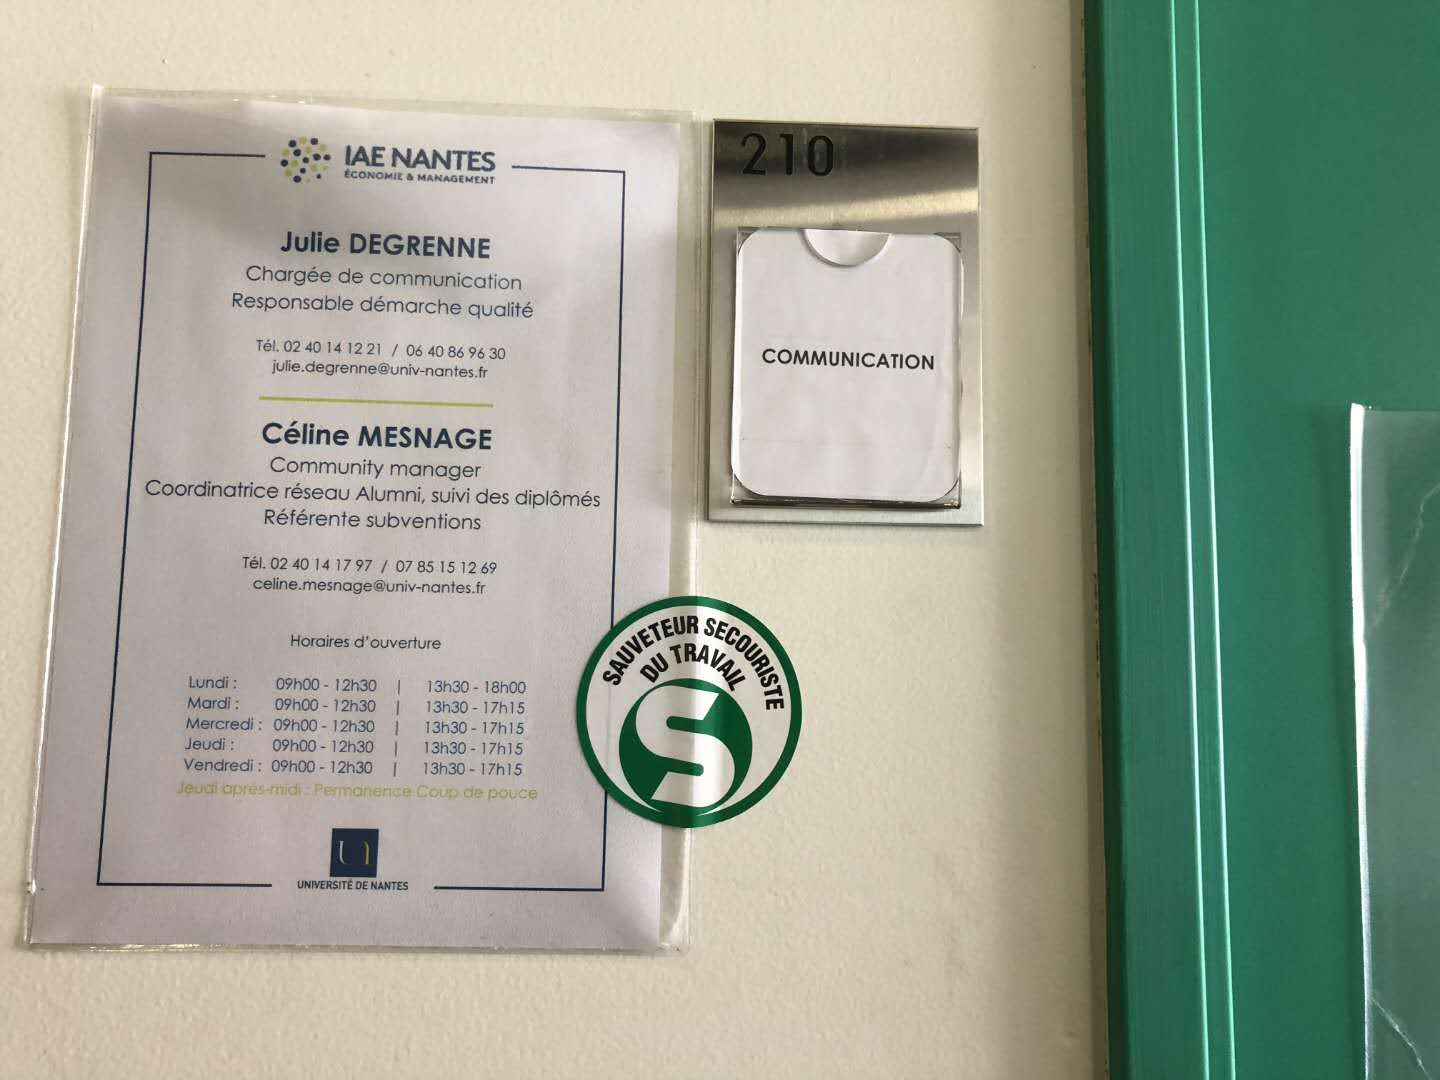 IAE NANTES
ÉCONOMIE & MANAGEMENT
Julie DEGRENNE
Chargée de communication
Responsable démarche qualité
Tél. 02 40 14 12 21 / 06 40 86 96 30
julie.degrenne@univ-nantes.fr
Céline MESNAGE
Community manager
Coordinatrice réseau Alumni, suivi des diplômés
Référente subventions
Tél. 02 40 14 17 97 / 07 85 15 12 69
celine.mesnage@univ-nantes.fr
Horaires d'ouverture
Lundi : 09h00 - 12h30 | 13h30 - 18h00
Mardi : 09h00 - 12h30 | 13h30 - 17h15
Mercredi : 09h00 - 12h30 | 13h30 - 17h15
Jeudi : 09h00 - 12h30 | 13h30 - 17h15
Vendredi : 09h00 - 12h30 | 13h30 - 17h15
Jeudi après-midi : Permanence Coup de pouce
UNIVERSITÉ DE NANTES
210
COMMUNICATION
SAUVETEUR SECOURISTE
DU TRAVAIL
S